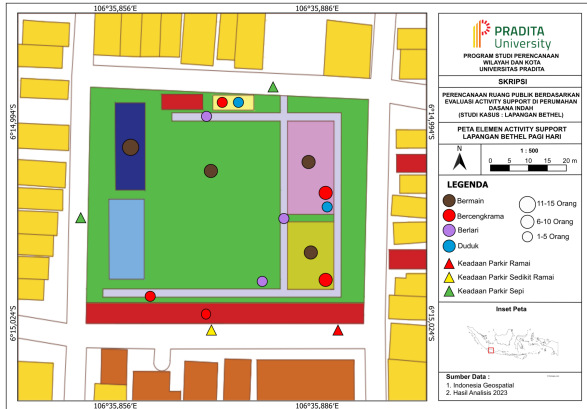 106°35,856'E
106°35,886'E
6°14,994'S
6°14,994'S
6°15,024'S
6°15,024'S
106°35,856'E
106°35,886'E
PRADITA
University
PROGRAM STUDI PERENCANAAN
WILAYAH DAN KOTA
UNIVERSITAS PRADITA
SKRIPSI
PERENCANAAN RUANG PUBLIK BERDASARKAN
EVALUASI ACTIVITY SUPPORT DI PERUMAHAN
DASANA INDAH
(STUDI KASUS : LAPANGAN BETHEL)
PETA ELEMEN ACTIVITY SUPPORT
LAPANGAN BETHEL PAGI HARI
N
1 : 500
0 5 10 15 20 m
LEGENDA
Bermain
Bercengkrama
Berlari
Duduk
11-15 Orang
6-10 Orang
1-5 Orang
Keadaan Parkir Ramai
Keadaan Parkir Sedikit Ramai
Keadaan Parkir Sepi
Inset Peta
Sumber Data :
1. Indonesia Geospatial
2. Hasil Analisis 2023